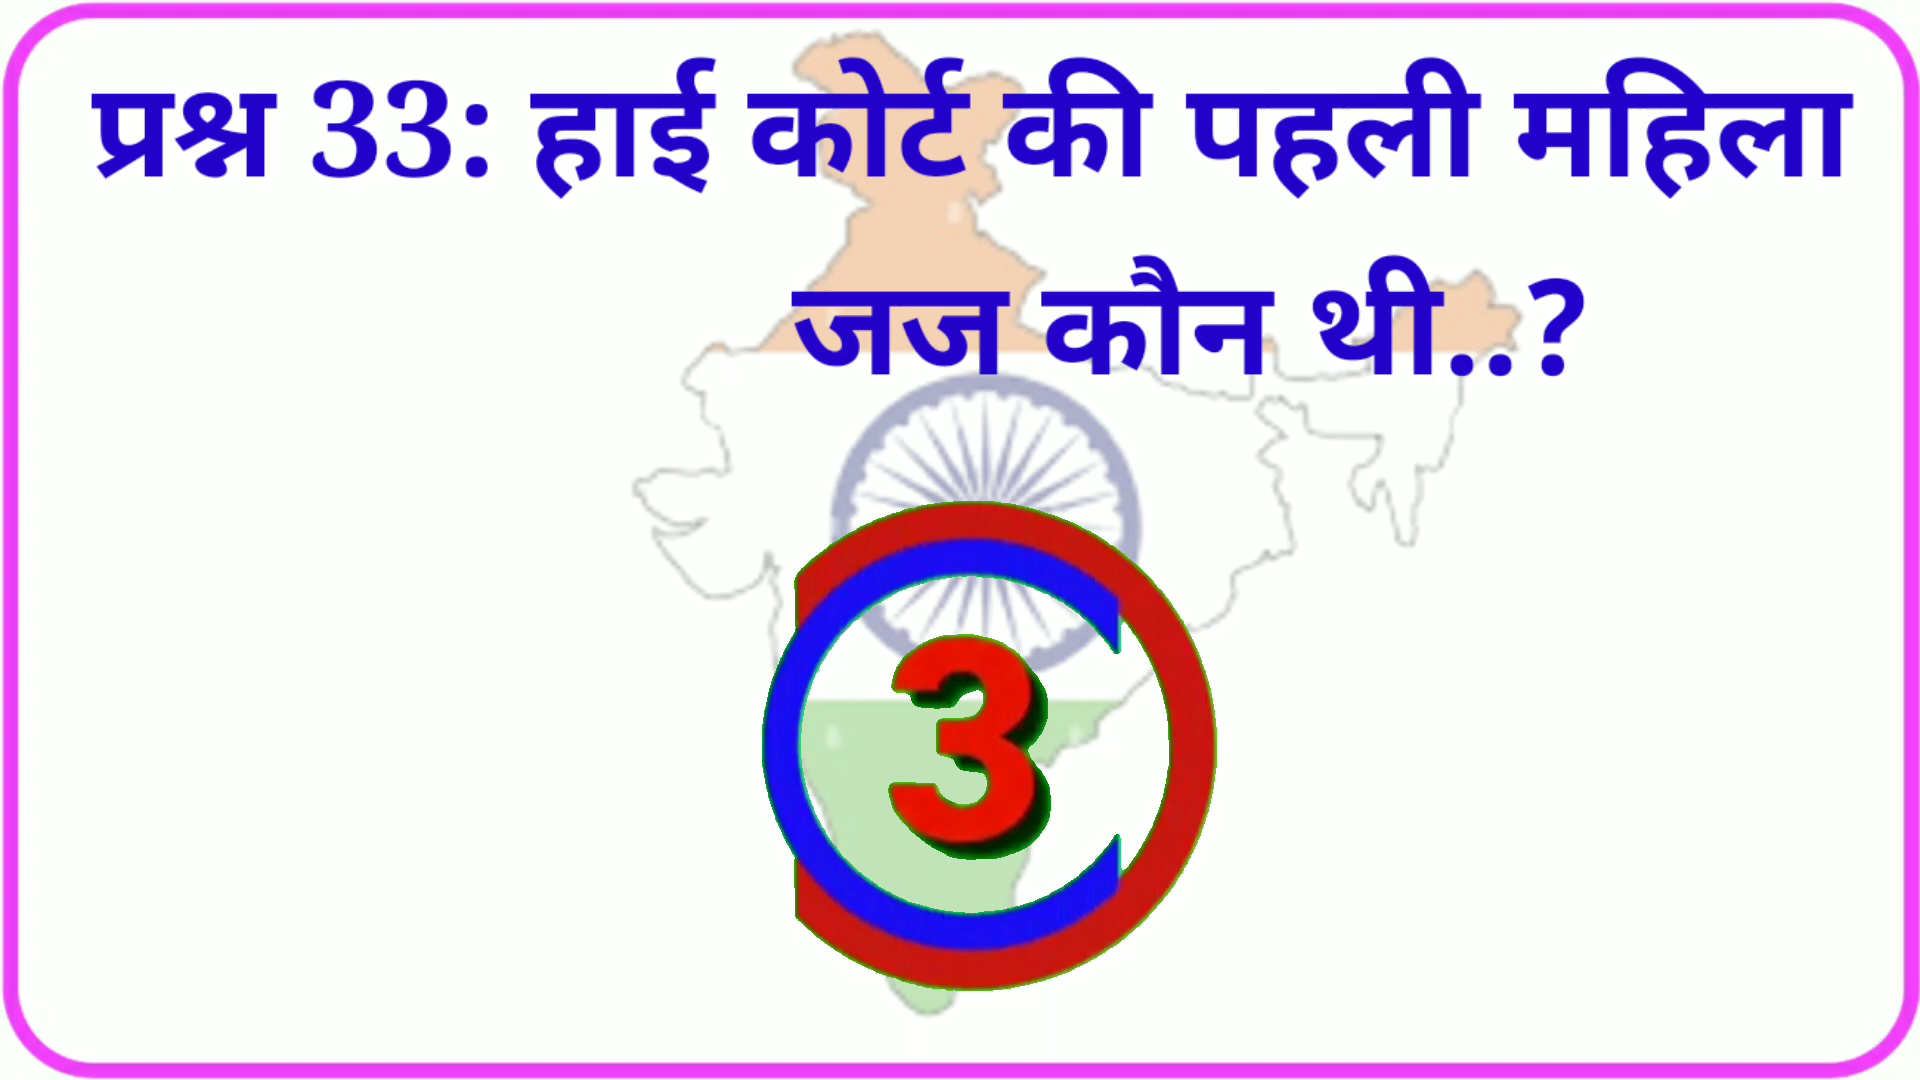 प्रश्न 33: हाई कोर्ट की पहली महिला
जज कौन थी..?
3